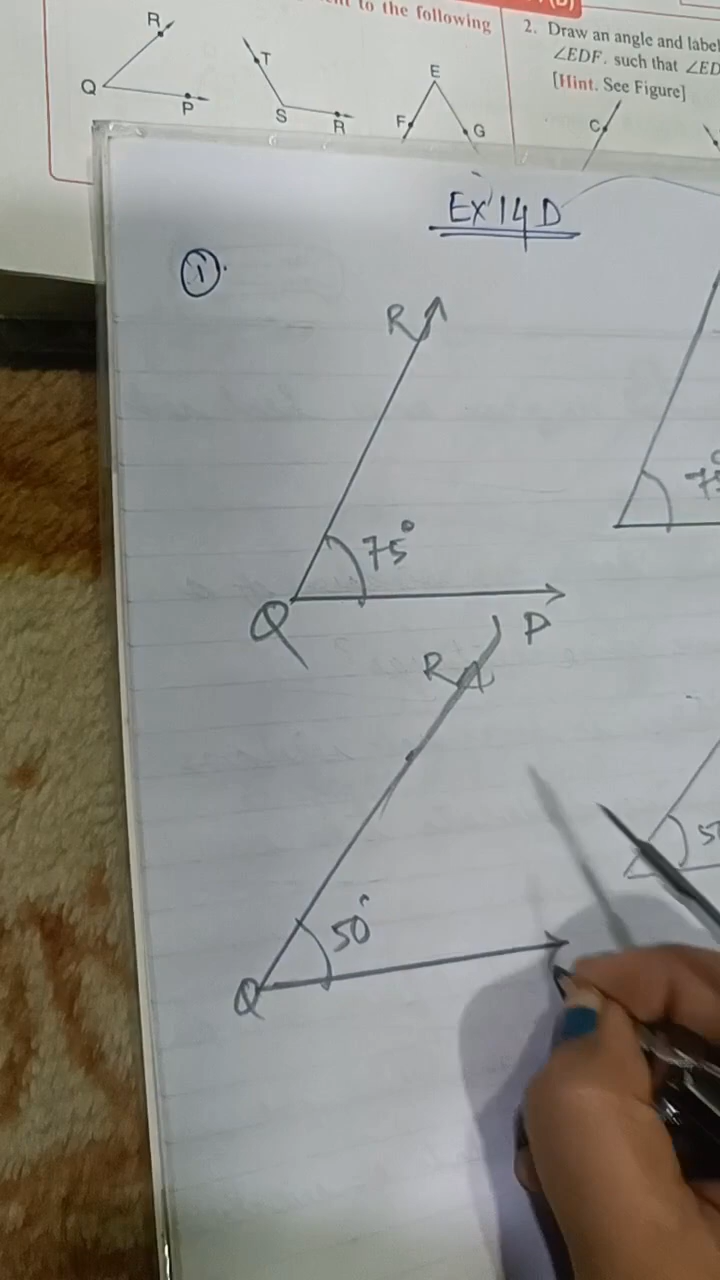 to the following
R
Q
P
T
S
R
E
F
G
2. Draw an angle and label
∠EDF. such that ∠ED
[Hint. See Figure]
C
Ex 14 D
1
R
75°
Q
P
R
50°
Q